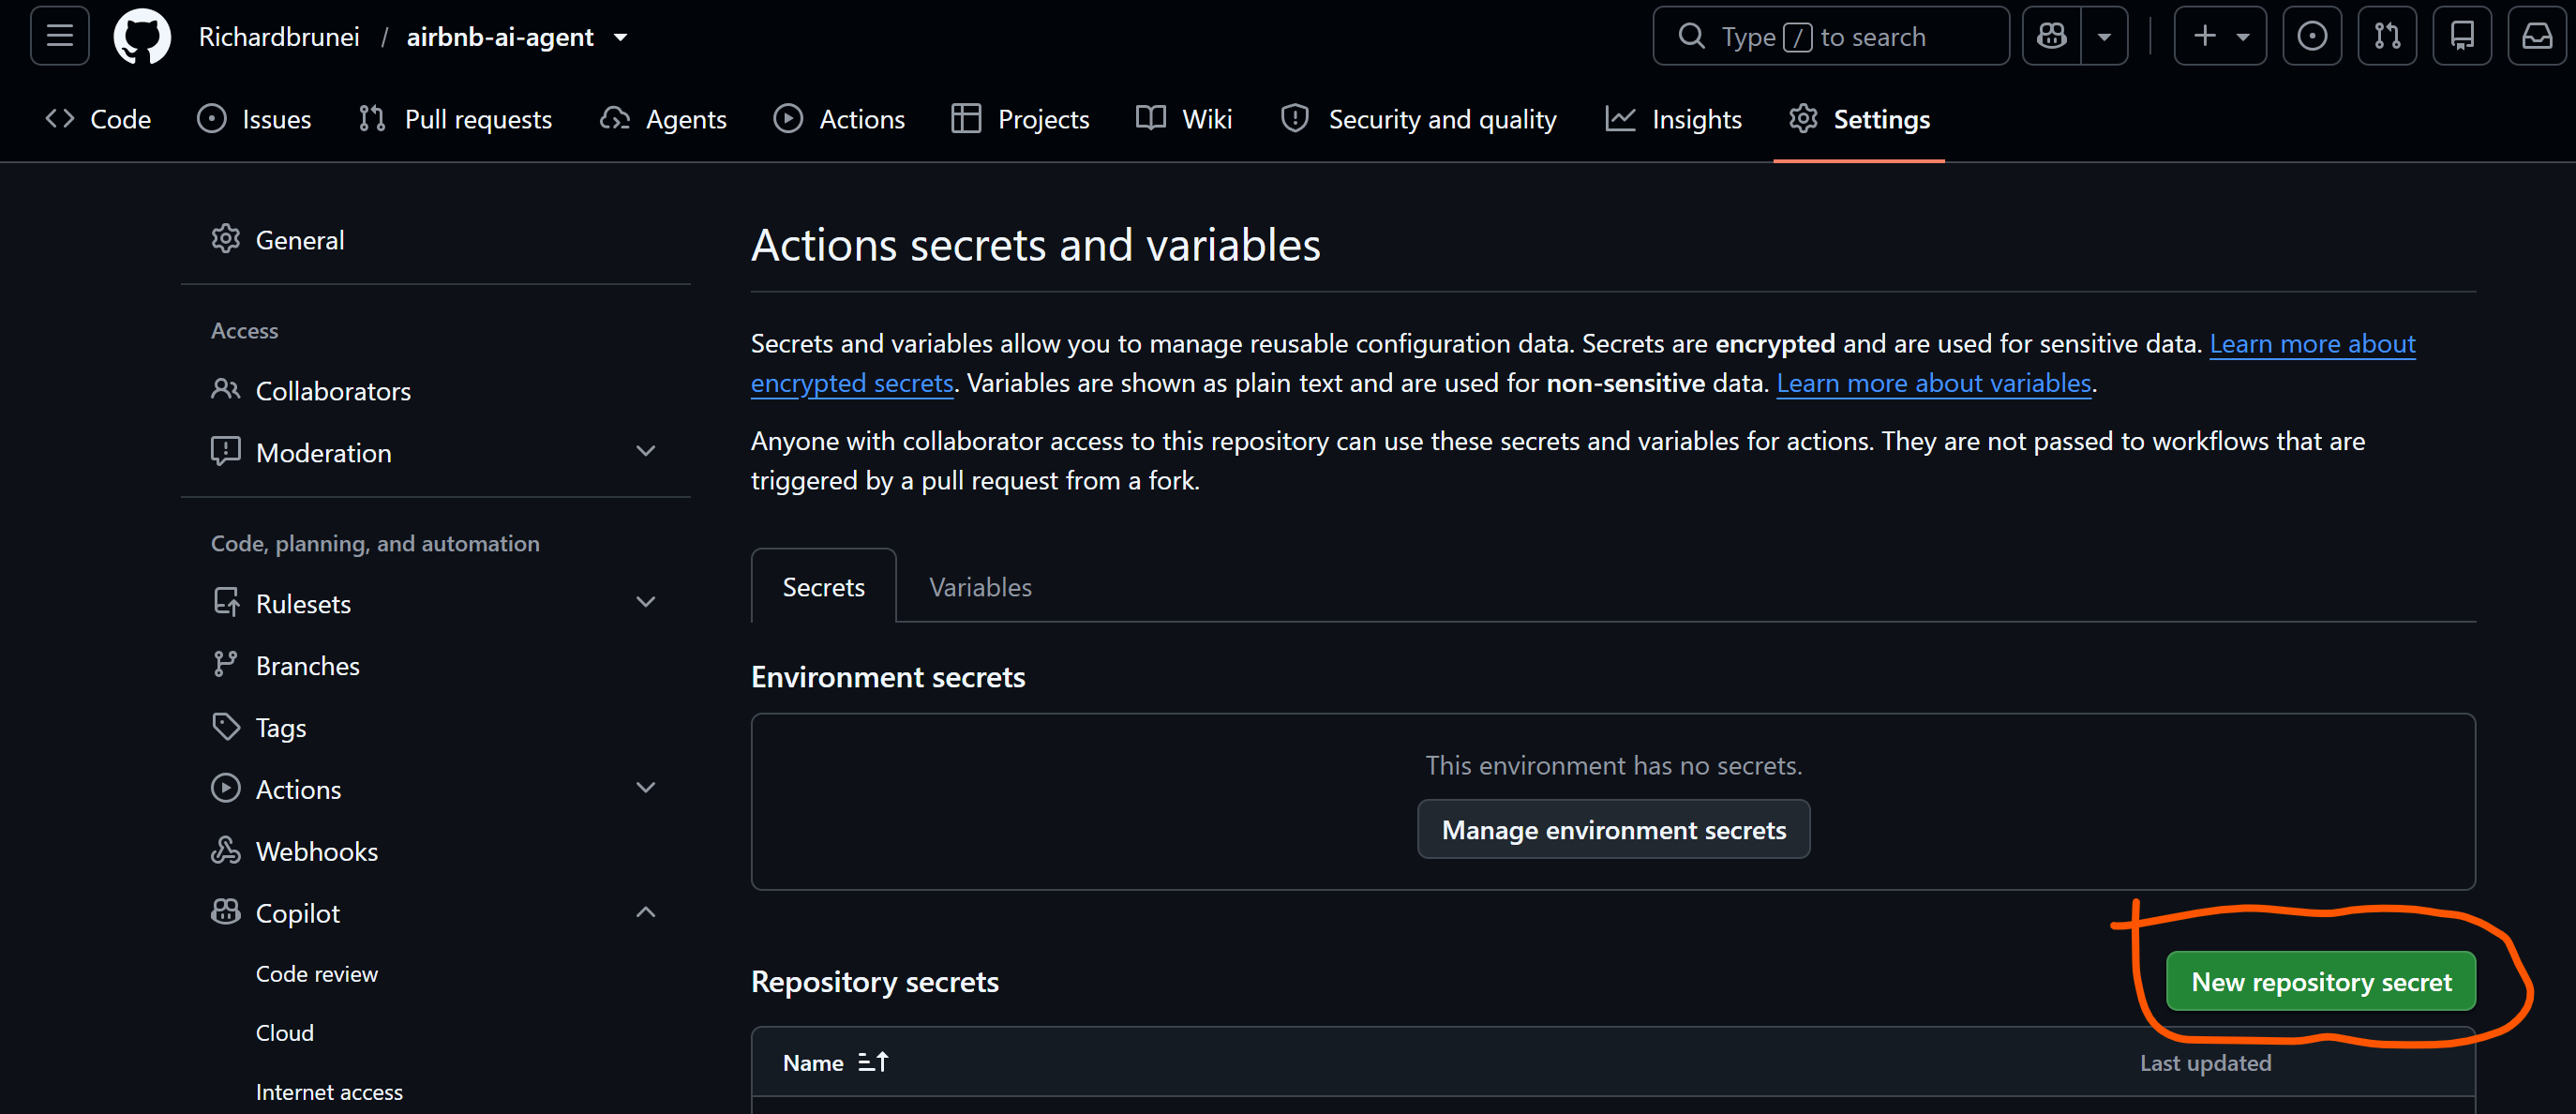 Richardbrunei / airbnb-ai-agent
Type / to search
Code
Issues
Pull requests
Agents
Actions
Projects
Wiki
Security and quality
Insights
Settings
General
Access
Collaborators
Moderation
Code, planning, and automation
Rulesets
Branches
Tags
Actions
Webhooks
Copilot
Code review
Cloud
Internet access
Actions secrets and variables
Secrets and variables allow you to manage reusable configuration data. Secrets are encrypted and are used for sensitive data. Learn more about
encrypted secrets. Variables are shown as plain text and are used for non-sensitive data. Learn more about variables.
Anyone with collaborator access to this repository can use these secrets and variables for actions. They are not passed to workflows that are
triggered by a pull request from a fork.
Secrets
Variables
Environment secrets
This environment has no secrets.
Manage environment secrets
Repository secrets
New repository secret
Name
Last updated